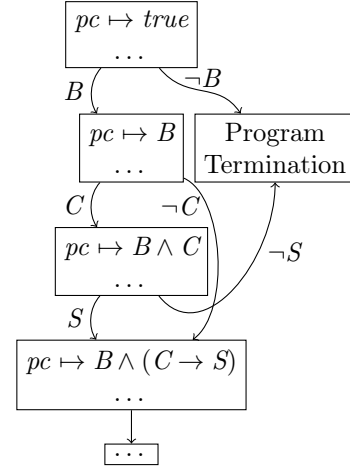 pc ↦ true
...
B
¬B
pc ↦ B
...
Program
Termination
C
¬C
pc ↦ B ∧ C
...
¬S
S
pc ↦ B ∧ (C → S)
...
...